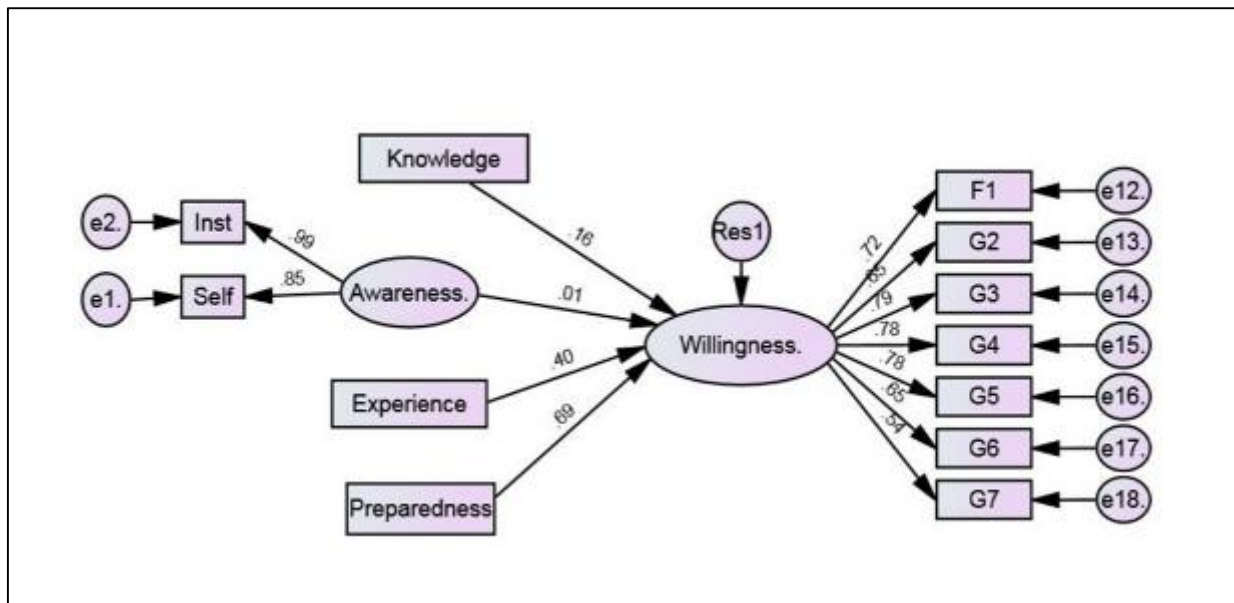 Knowledge
F1
e12.
e2.
Inst
.99
.16
Res1
.72
G2
e13.
e1.
Self
.85
Awareness.
.01
.65
G3
e14.
.79
Willingness.
.78
G4
e15.
.40
.78
G5
e16.
Experience
.69
.65
G6
e17.
.54
Preparedness
G7
e18.